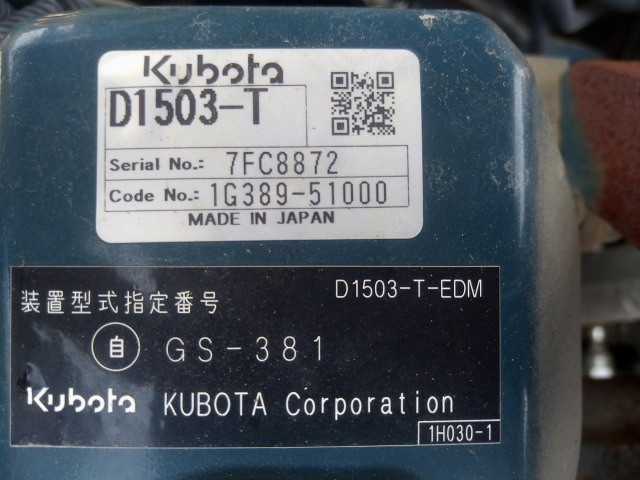 Kubota
D1503-T
Serial No.: 7FC8872
Code No.: 1G389-51000
MADE IN JAPAN
D1503-T-EDM
装置型式指定番号
自 GS-381
Kubota KUBOTA Corporation
1H030-1